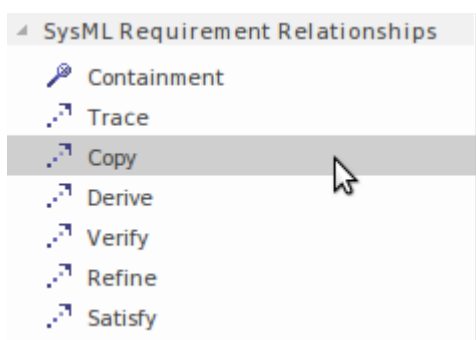 SysML Requirement Relationships
Containment
Trace
Copy
Derive
Verify
Refine
Satisfy